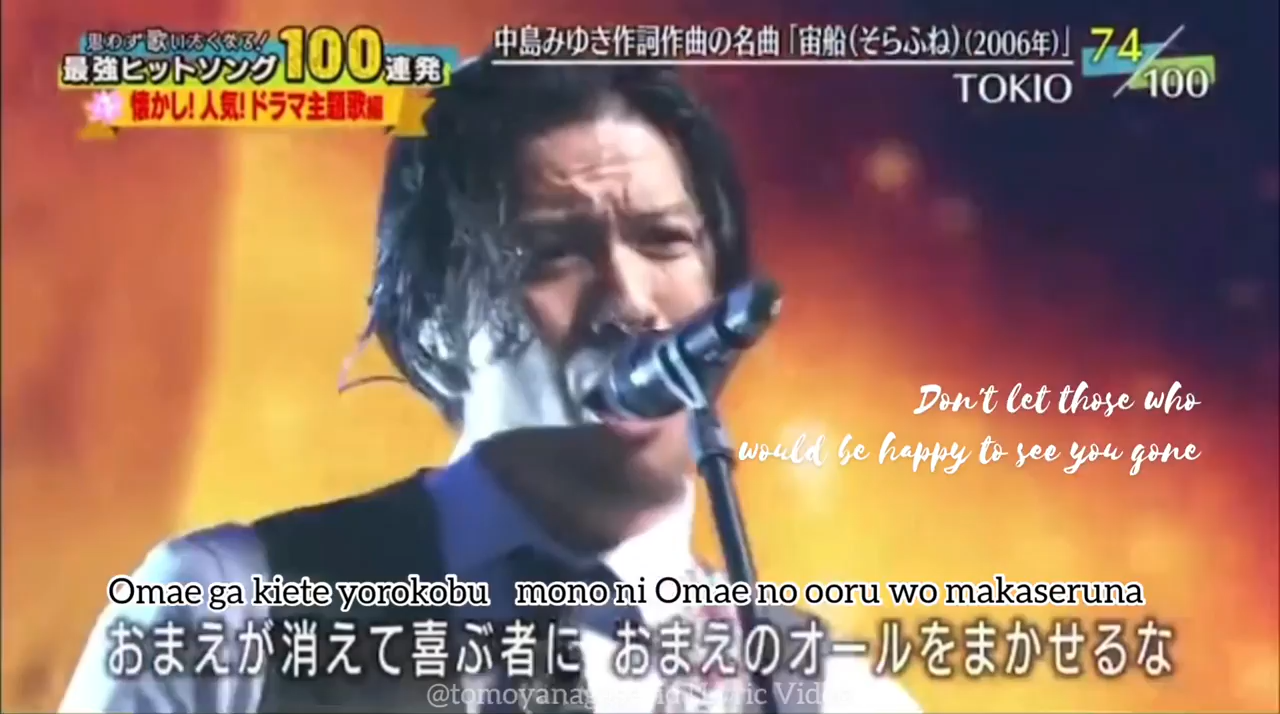 思わず歌いたくなる!
最強ヒットソング100連発
懐かし!人気!ドラマ主題歌編
中島みゆき作詞作曲の名曲「宙船(そらふね)(2006年)」
TOKIO
74/100
Don't let those who
would be happy to see you gone
Omae ga kiete yorokobu mono ni Omae no ooru wo makaseruna
おまえが消えて喜ぶ者に おまえのオールをまかせるな
Lyric Video